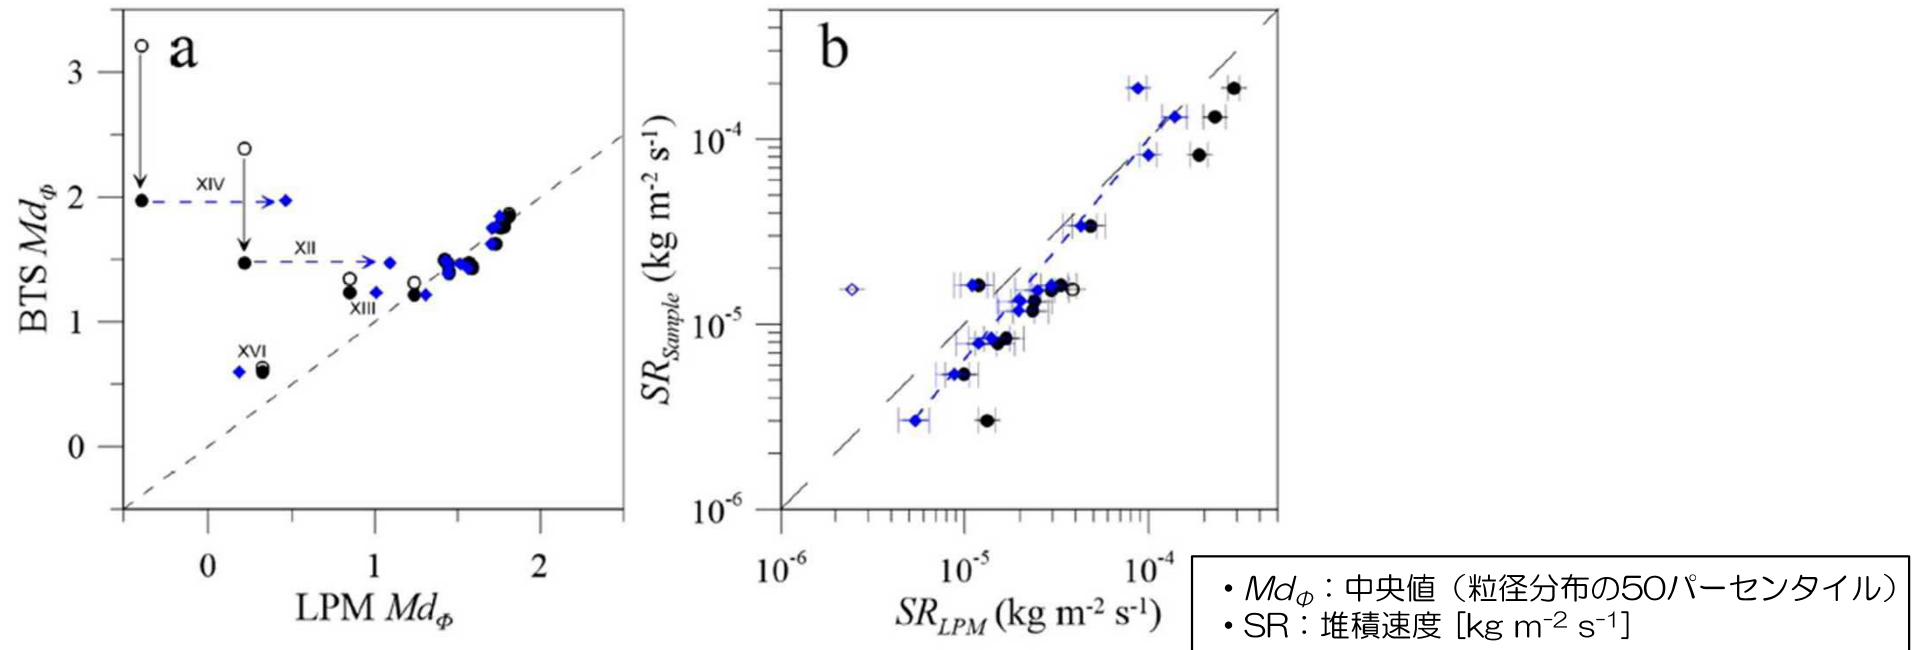 a
3
2
1
0
BTS Md_Φ
XIV
XII
XIII
XVI
0 1 2
LPM Md_Φ
b
10⁻⁴
10⁻⁵
10⁻⁶
SR_Sample (kg m⁻² s⁻¹)
10⁻⁶ 10⁻⁵ 10⁻⁴
SR_LPM (kg m⁻² s⁻¹)
・Md_Φ：中央値（粒径分布の50パーセンタイル）
・SR：堆積速度 [kg m⁻² s⁻¹]